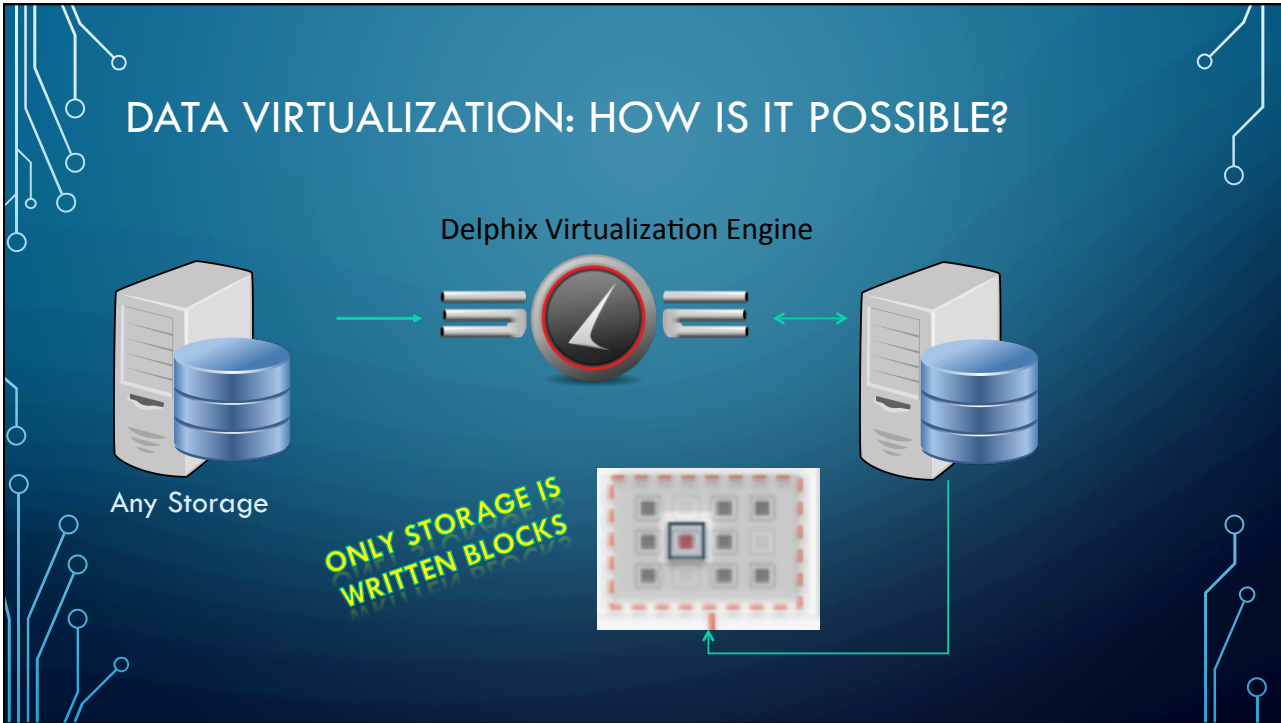 DATA VIRTUALIZATION: HOW IS IT POSSIBLE?
Delphix Virtualization Engine
Any Storage
ONLY STORAGE IS
WRITTEN BLOCKS